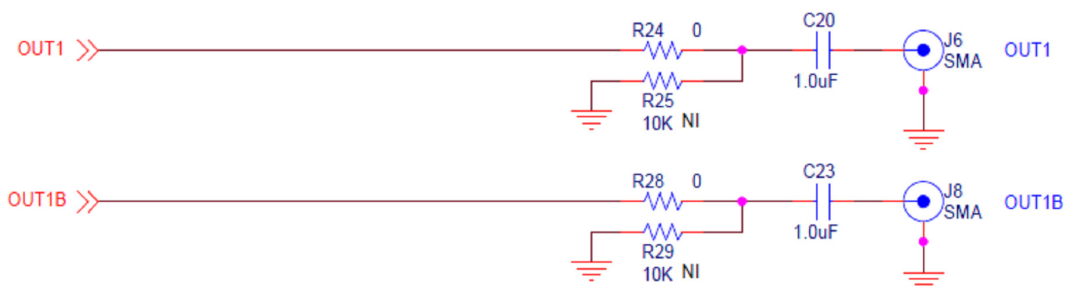 OUT1
R24 0
R25
10K NI
C20
1.0uF
J6
SMA
OUT1
OUT1B
R28 0
R29
10K NI
C23
1.0uF
J8
SMA
OUT1B